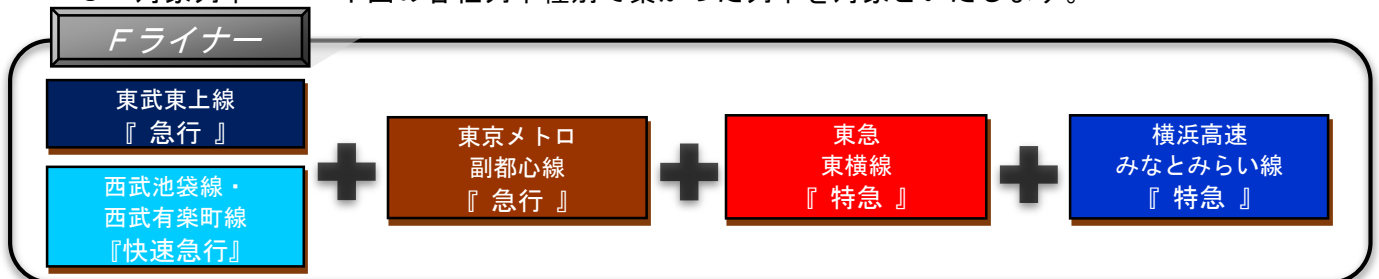 Ｆライナー
東武東上線
『 急行 』
西武池袋線・
西武有楽町線
『快速急行』
東京メトロ
副都心線
『 急行 』
東急
東横線
『 特急 』
横浜高速
みなとみらい線
『 特急 』